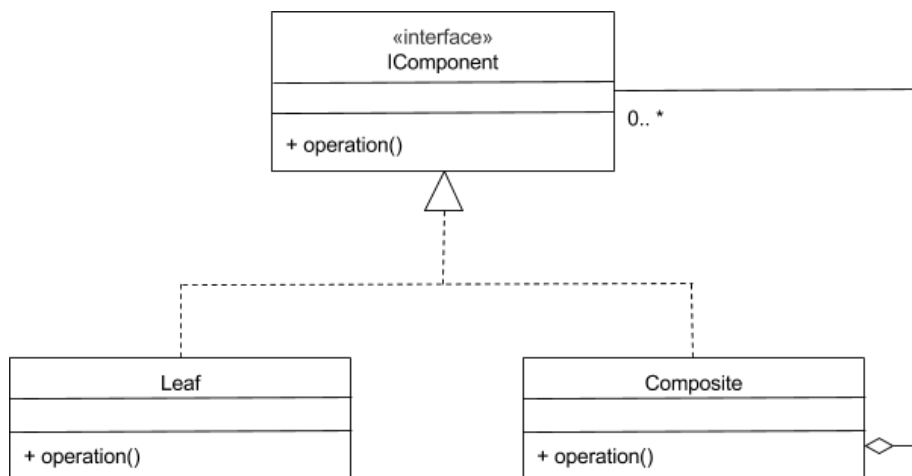 «interface»
IComponent
0.. *
+ operation()
Leaf
Composite
+ operation()
+ operation()